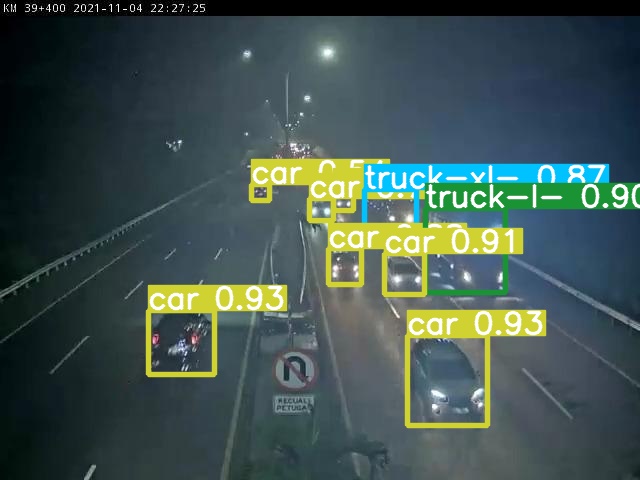 KM 39+400 2021-11-04 22:27:25
car 0.54
truck-xl- 0.87
car
truck-l- 0.90
car
car 0.91
car 0.93
car 0.93
KECUALI
PETUGAS